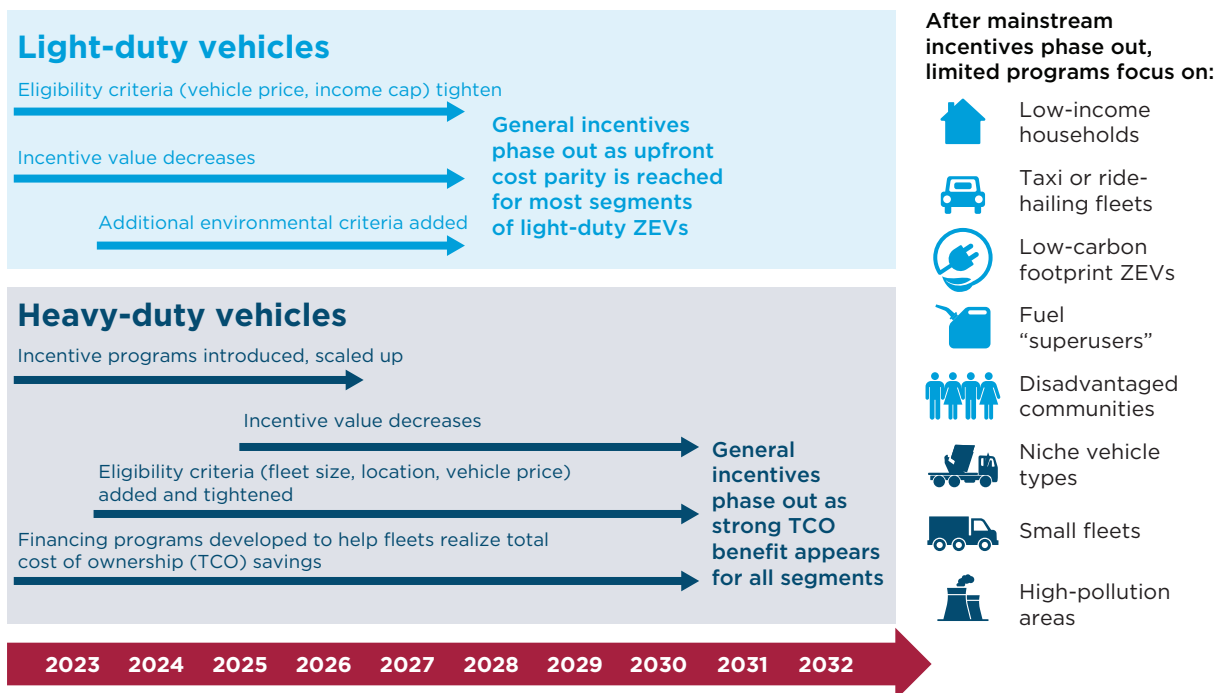 Light-duty vehicles
Eligibility criteria (vehicle price, income cap) tighten
Incentive value decreases
Additional environmental criteria added
General incentives
phase out as upfront
cost parity is reached
for most segments
of light-duty ZEVs
Heavy-duty vehicles
Incentive programs introduced, scaled up
Incentive value decreases
Eligibility criteria (fleet size, location, vehicle price)
added and tightened
Financing programs developed to help fleets realize total
cost of ownership (TCO) savings
General
incentives
phase out as
strong TCO
benefit appears
for all segments
2023 2024 2025 2026 2027 2028 2029 2030 2031 2032
After mainstream
incentives phase out,
limited programs focus on:
Low-income
households
Taxi or ride-
hailing fleets
Low-carbon
footprint ZEVs
Fuel
“superusers”
Disadvantaged
communities
Niche vehicle
types
Small fleets
High-pollution
areas